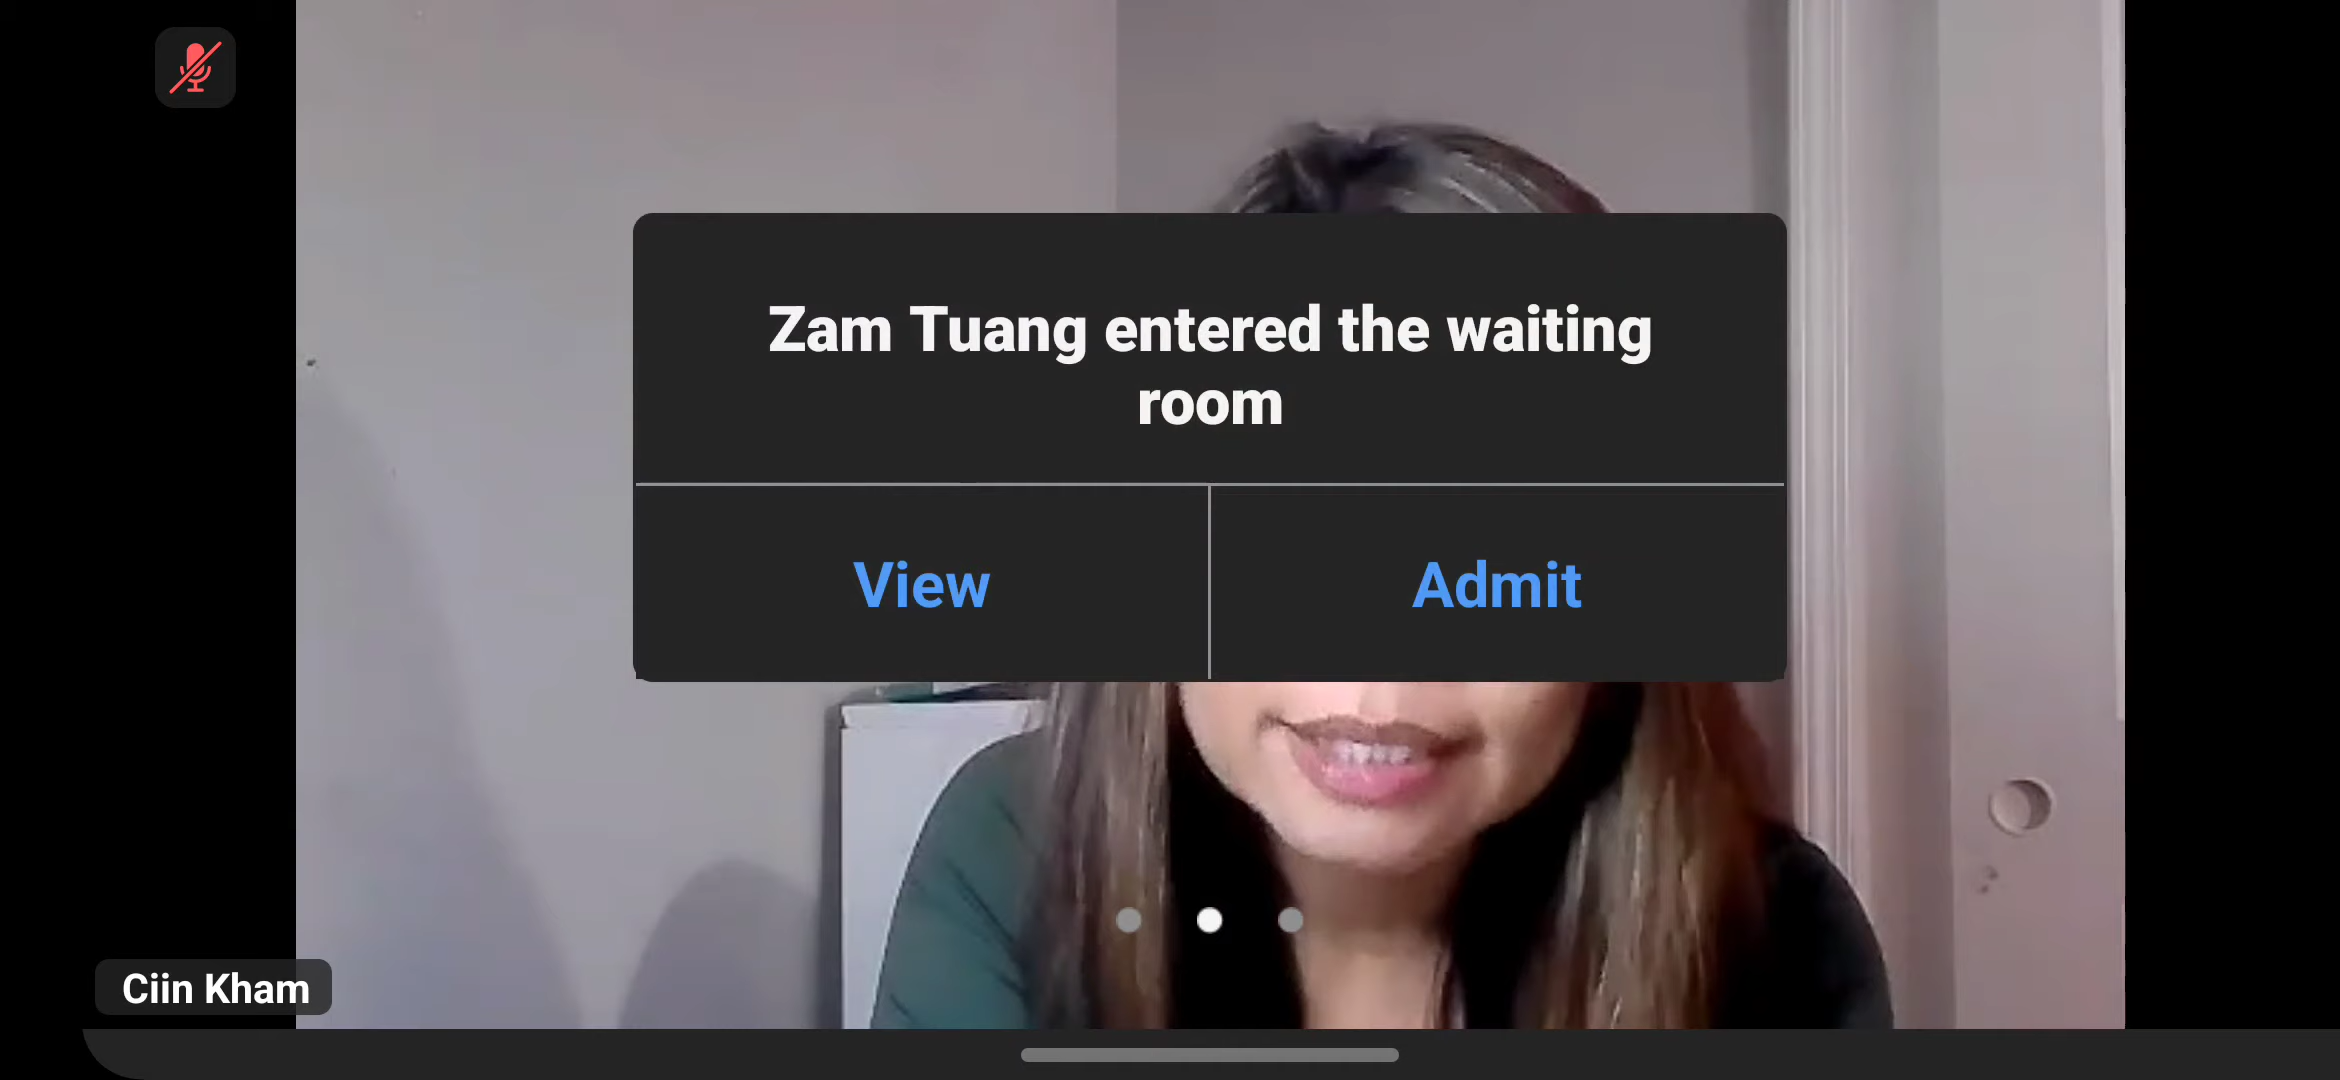 Zam Tuang entered the waiting
room
View
Admit
Ciin Kham